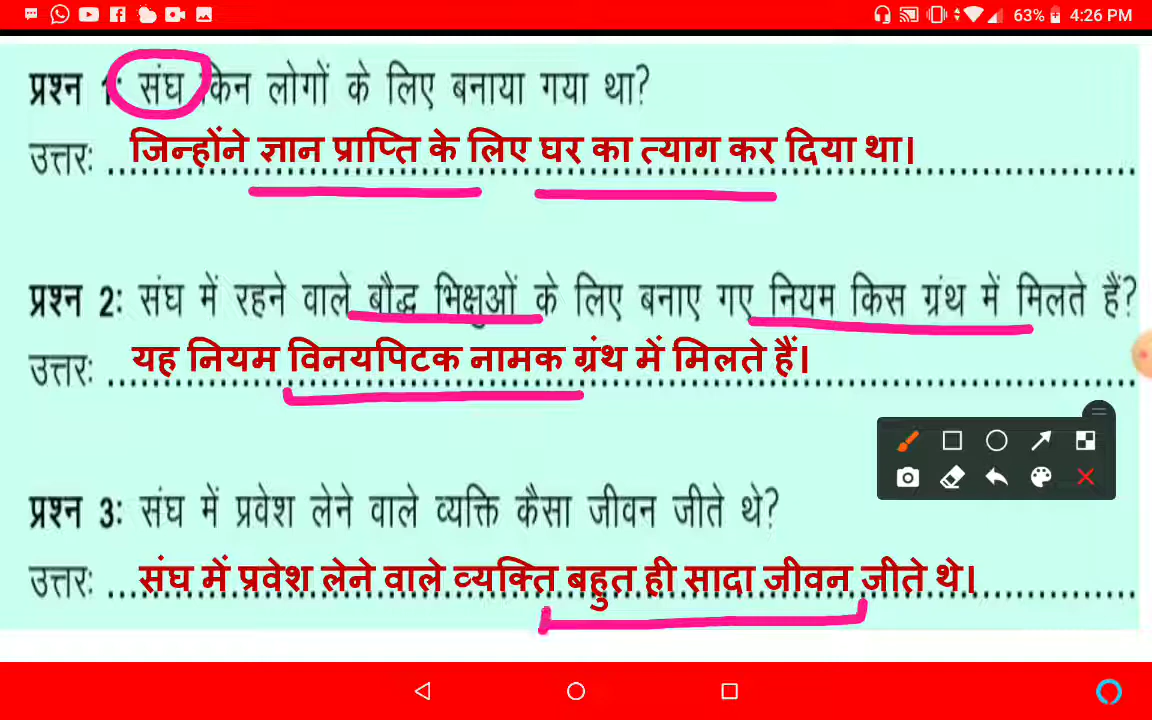 63% 4:26 PM
प्रश्न 1: संघ किन लोगों के लिए बनाया गया था?
उत्तरः जिन्होंने ज्ञान प्राप्ति के लिए घर का त्याग कर दिया था।
प्रश्न 2: संघ में रहने वाले बौद्ध भिक्षुओं के लिए बनाए गए नियम किस ग्रंथ में मिलते हैं?
उत्तरः यह नियम विनयपिटक नामक ग्रंथ में मिलते हैं।
प्रश्न 3: संघ में प्रवेश लेने वाले व्यक्ति कैसा जीवन जीते थे?
उत्तरः संघ में प्रवेश लेने वाले व्यक्ति बहुत ही सादा जीवन जीते थे।